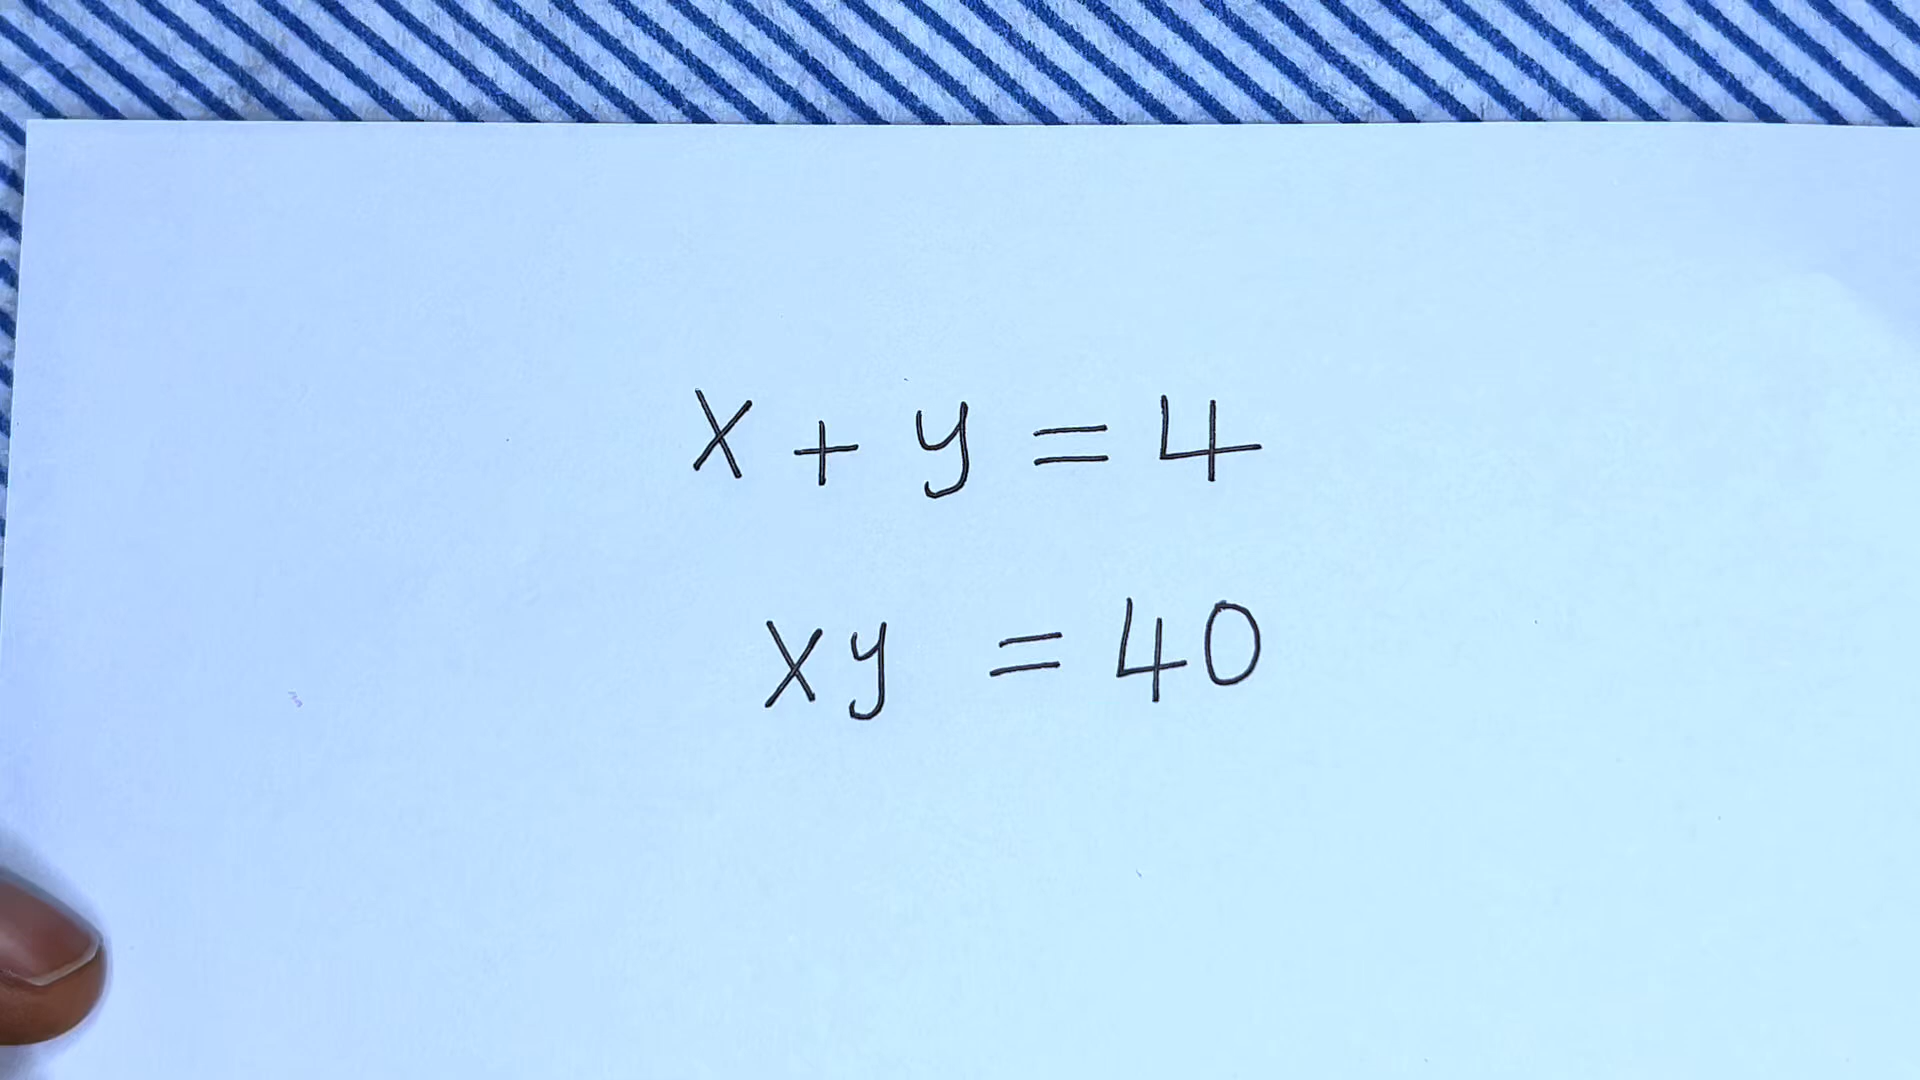 x + y = 4
xy = 40